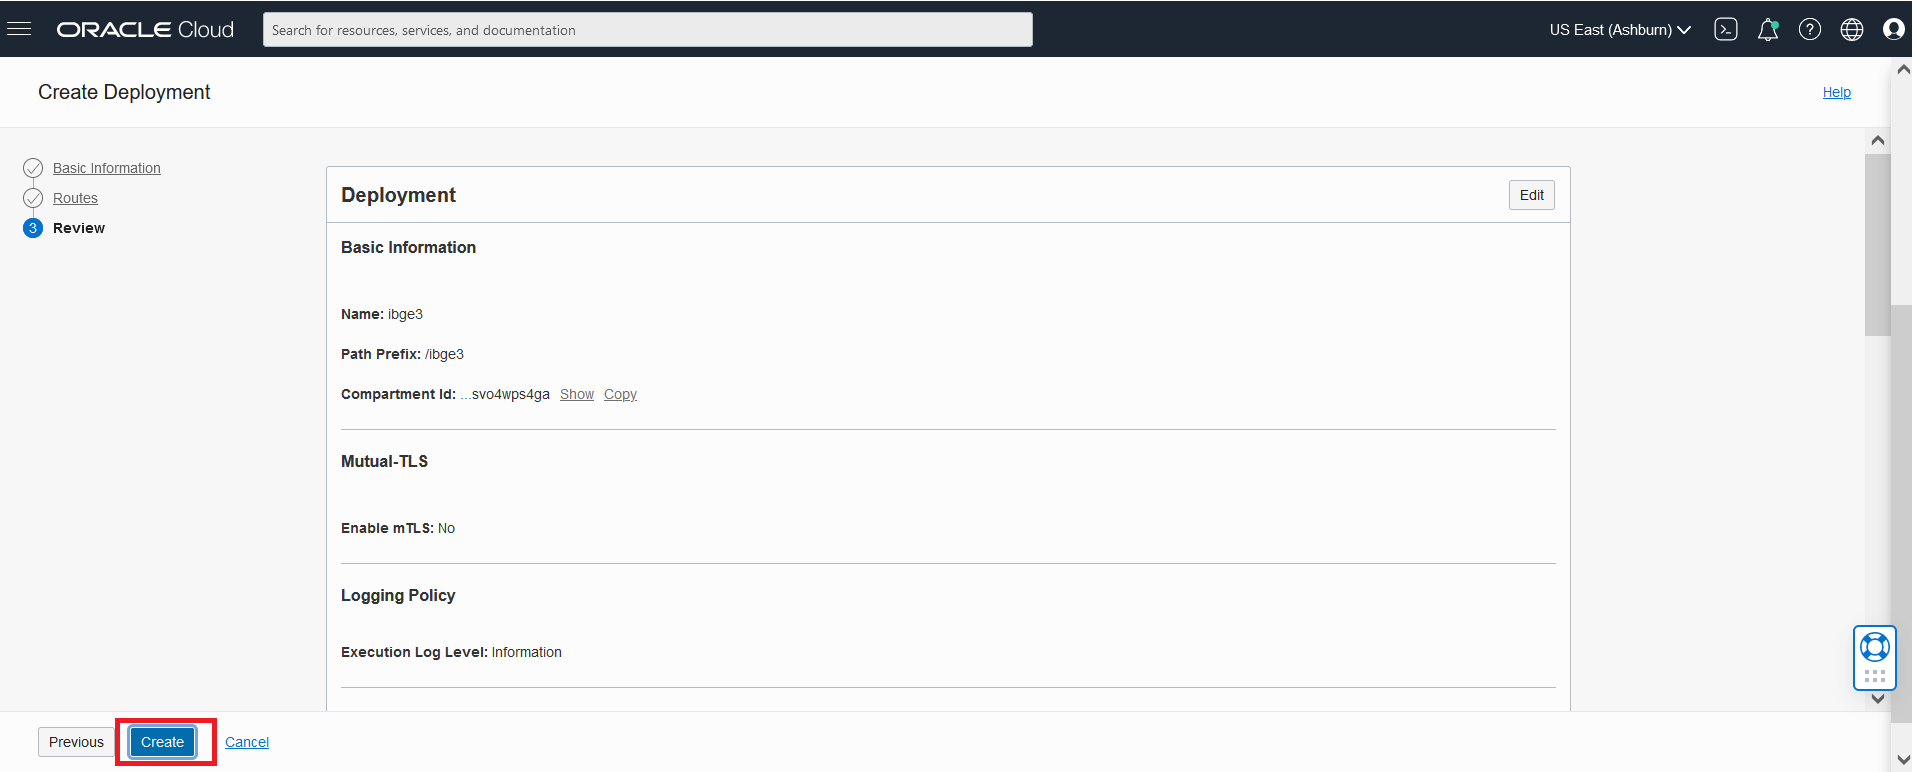 ORACLE Cloud
Search for resources, services, and documentation
US East (Ashburn)
Create Deployment
Help
Basic Information
Routes
3 Review
Deployment
Edit
Basic Information
Name: ibge3
Path Prefix: /ibge3
Compartment Id: ...svo4wps4ga Show Copy
Mutual-TLS
Enable mTLS: No
Logging Policy
Execution Log Level: Information
Previous
Create
Cancel